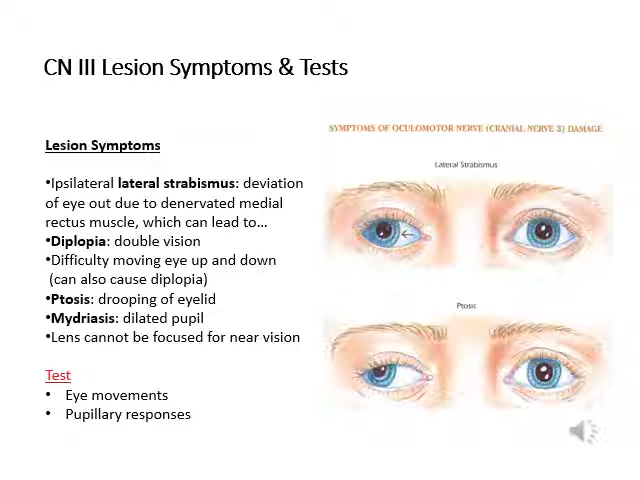 CN III Lesion Symptoms & Tests
Lesion Symptoms
•Ipsilateral lateral strabismus: deviation
of eye out due to denervated medial
rectus muscle, which can lead to…
•Diplopia: double vision
•Difficulty moving eye up and down
(can also cause diplopia)
•Ptosis: drooping of eyelid
•Mydriasis: dilated pupil
•Lens cannot be focused for near vision
Test
• Eye movements
• Pupillary responses
SYMPTOMS OF OCULOMOTOR NERVE (CRANIAL NERVE 3) DAMAGE
Lateral Strabismus
Ptosis